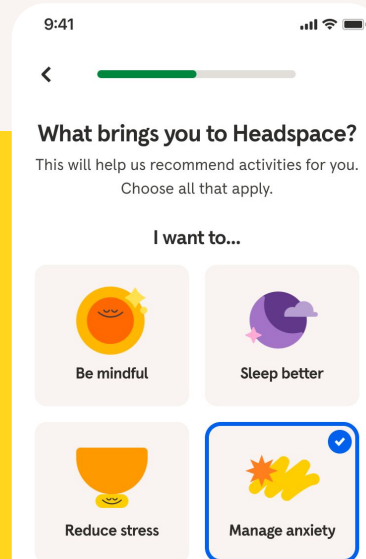 9:41
What brings you to Headspace?
This will help us recommend activities for you.
Choose all that apply.
I want to...
Be mindful
Sleep better
Reduce stress
Manage anxiety